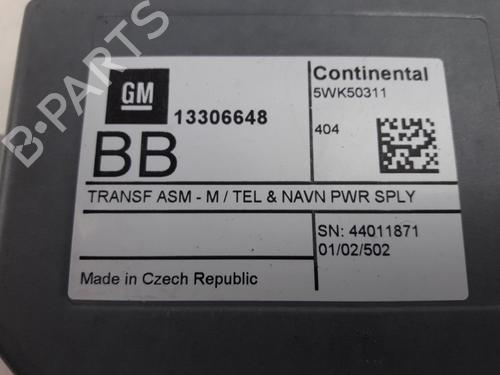 GM
13306648
BB
Continental
5WK50311
404
TRANSF ASM - M / TEL & NAVN PWR SPLY
SN: 44011871
01/02/502
Made in Czech Republic
B-Parts